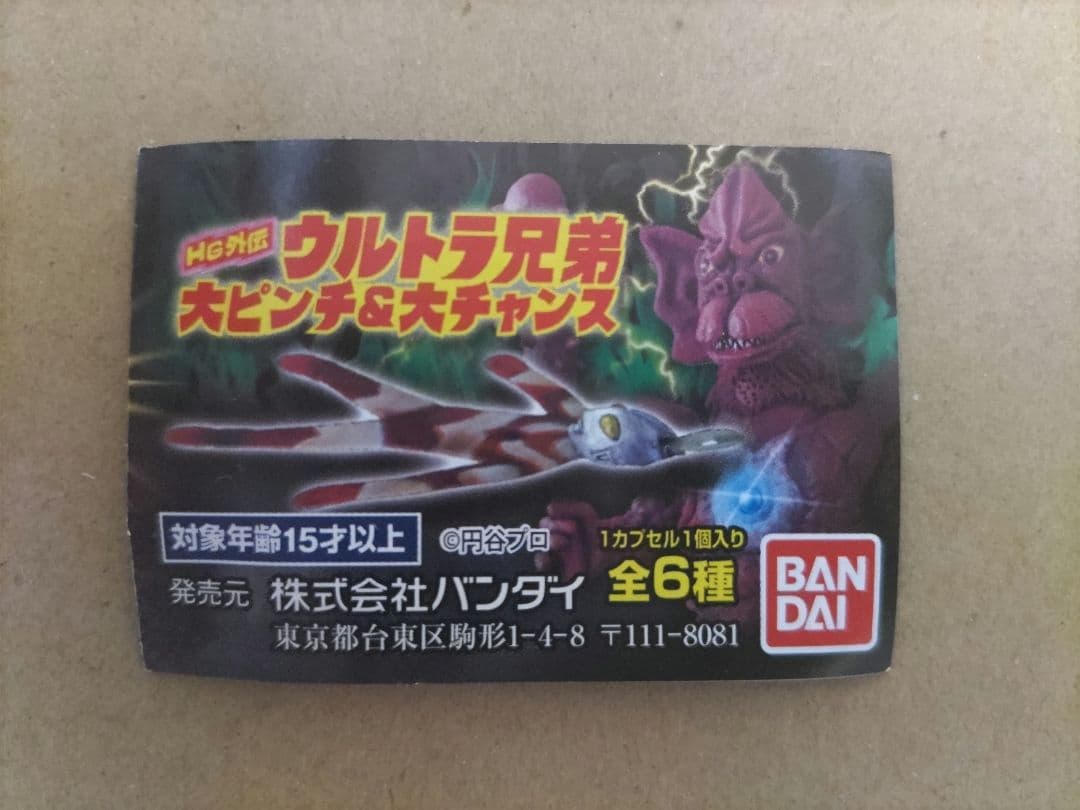 HG外伝 ウルトラ兄弟
大ピンチ&大チャンス
対象年齢15才以上 ©円谷プロ 1カプセル1個入り
全6種
発売元 株式会社バンダイ
東京都台東区駒形1-4-8 〒111-8081
BAN
DAI